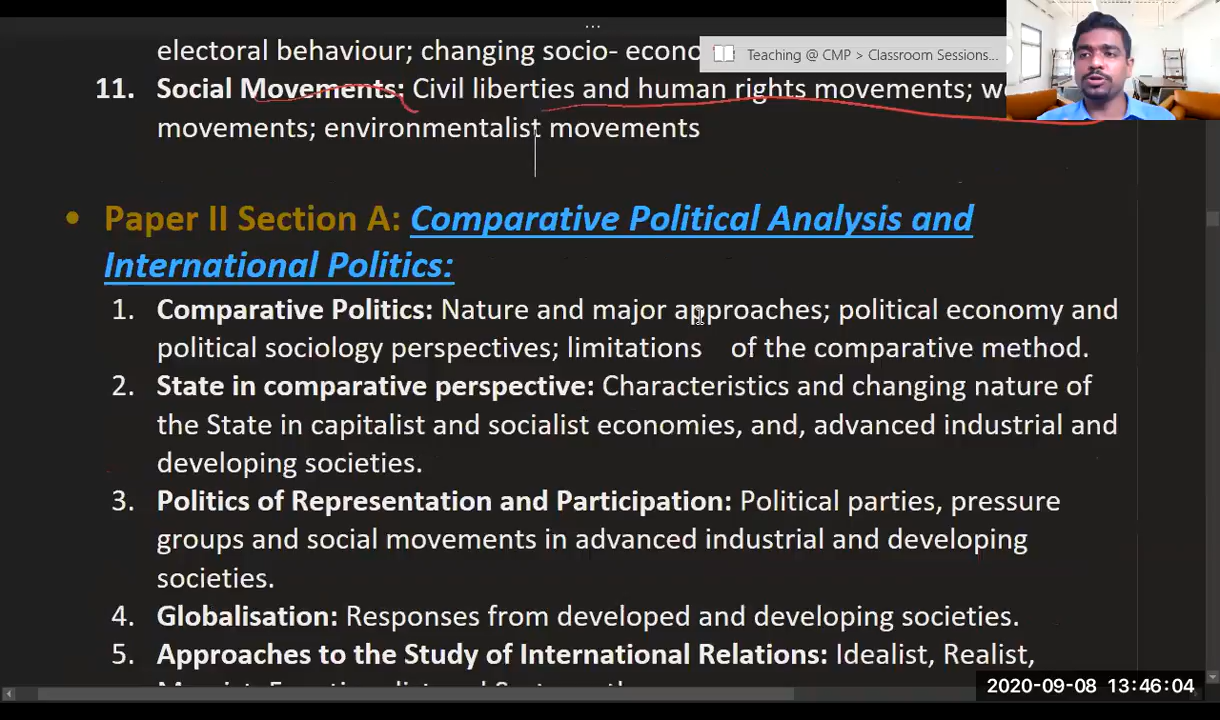 ...
electoral behaviour; changing socio- econo
Teaching @ CMP > Classroom Sessions...
11. Social Movements: Civil liberties and human rights movements; w
movements; environmentalist movements
• Paper II Section A: Comparative Political Analysis and
International Politics:
1. Comparative Politics: Nature and major approaches; political economy and
political sociology perspectives; limitations of the comparative method.
2. State in comparative perspective: Characteristics and changing nature of
the State in capitalist and socialist economies, and, advanced industrial and
developing societies.
3. Politics of Representation and Participation: Political parties, pressure
groups and social movements in advanced industrial and developing
societies.
4. Globalisation: Responses from developed and developing societies.
5. Approaches to the Study of International Relations: Idealist, Realist,
2020-09-08 13:46:04